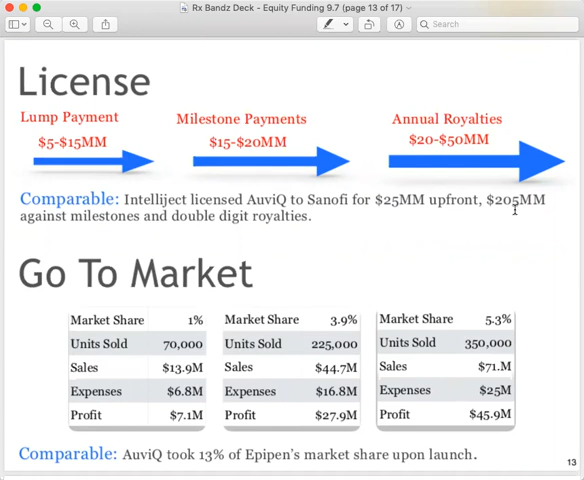 Rx Bandz Deck - Equity Funding 9.7 (page 13 of 17)
Search
License
Lump Payment
$5-$15MM
Milestone Payments
$15-$20MM
Annual Royalties
$20-$50MM
Comparable: Intelliject licensed AuviQ to Sanofi for $25MM upfront, $205MM
against milestones and double digit royalties.
Go To Market
Market Share 1%
Units Sold 70,000
Sales $13.9M
Expenses $6.8M
Profit $7.1M
Market Share 3.9%
Units Sold 225,000
Sales $44.7M
Expenses $16.8M
Profit $27.9M
Market Share 5.3%
Units Sold 350,000
Sales $71.M
Expenses $25M
Profit $45.9M
Comparable: AuviQ took 13% of Epipen's market share upon launch.
13